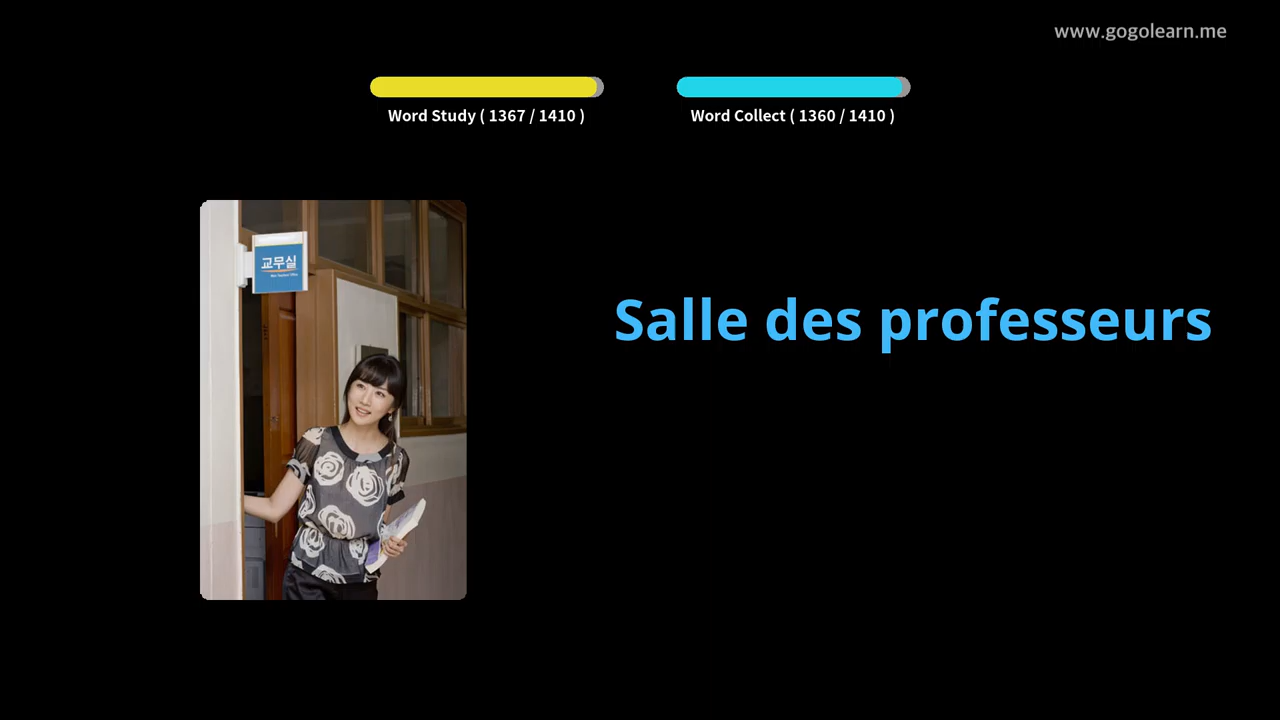 www.gogolearn.me
Word Study ( 1367 / 1410 )
Word Collect ( 1360 / 1410 )
교무실
Salle des professeurs